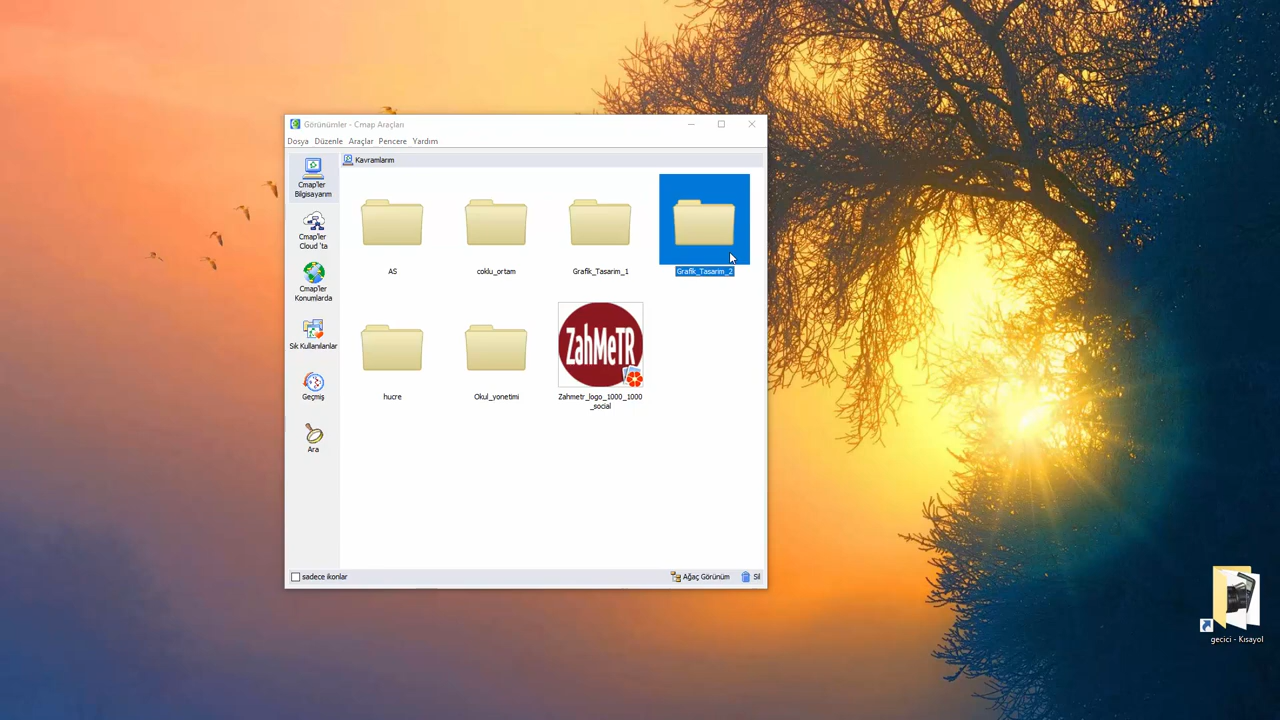 Görünümler - Cmap Araçları
Dosya Düzenle Araçlar Pencere Yardım
Kavramlarım
Cmap'ler
Bilgisayarım
Cmap'ler
Cloud 'ta
Cmap'ler
Konumlarda
Sık Kullanılanlar
Geçmiş
Ara
AS
coklu_ortam
Grafik_Tasarim_1
Grafik_Tasarim_2
hucre
Okul_yonetimi
ZahMeTR
Zahmetr_logo_1000_1000
_social
sadece ikonlar
Ağaç Görünüm
Sil
gecici - Kısayol